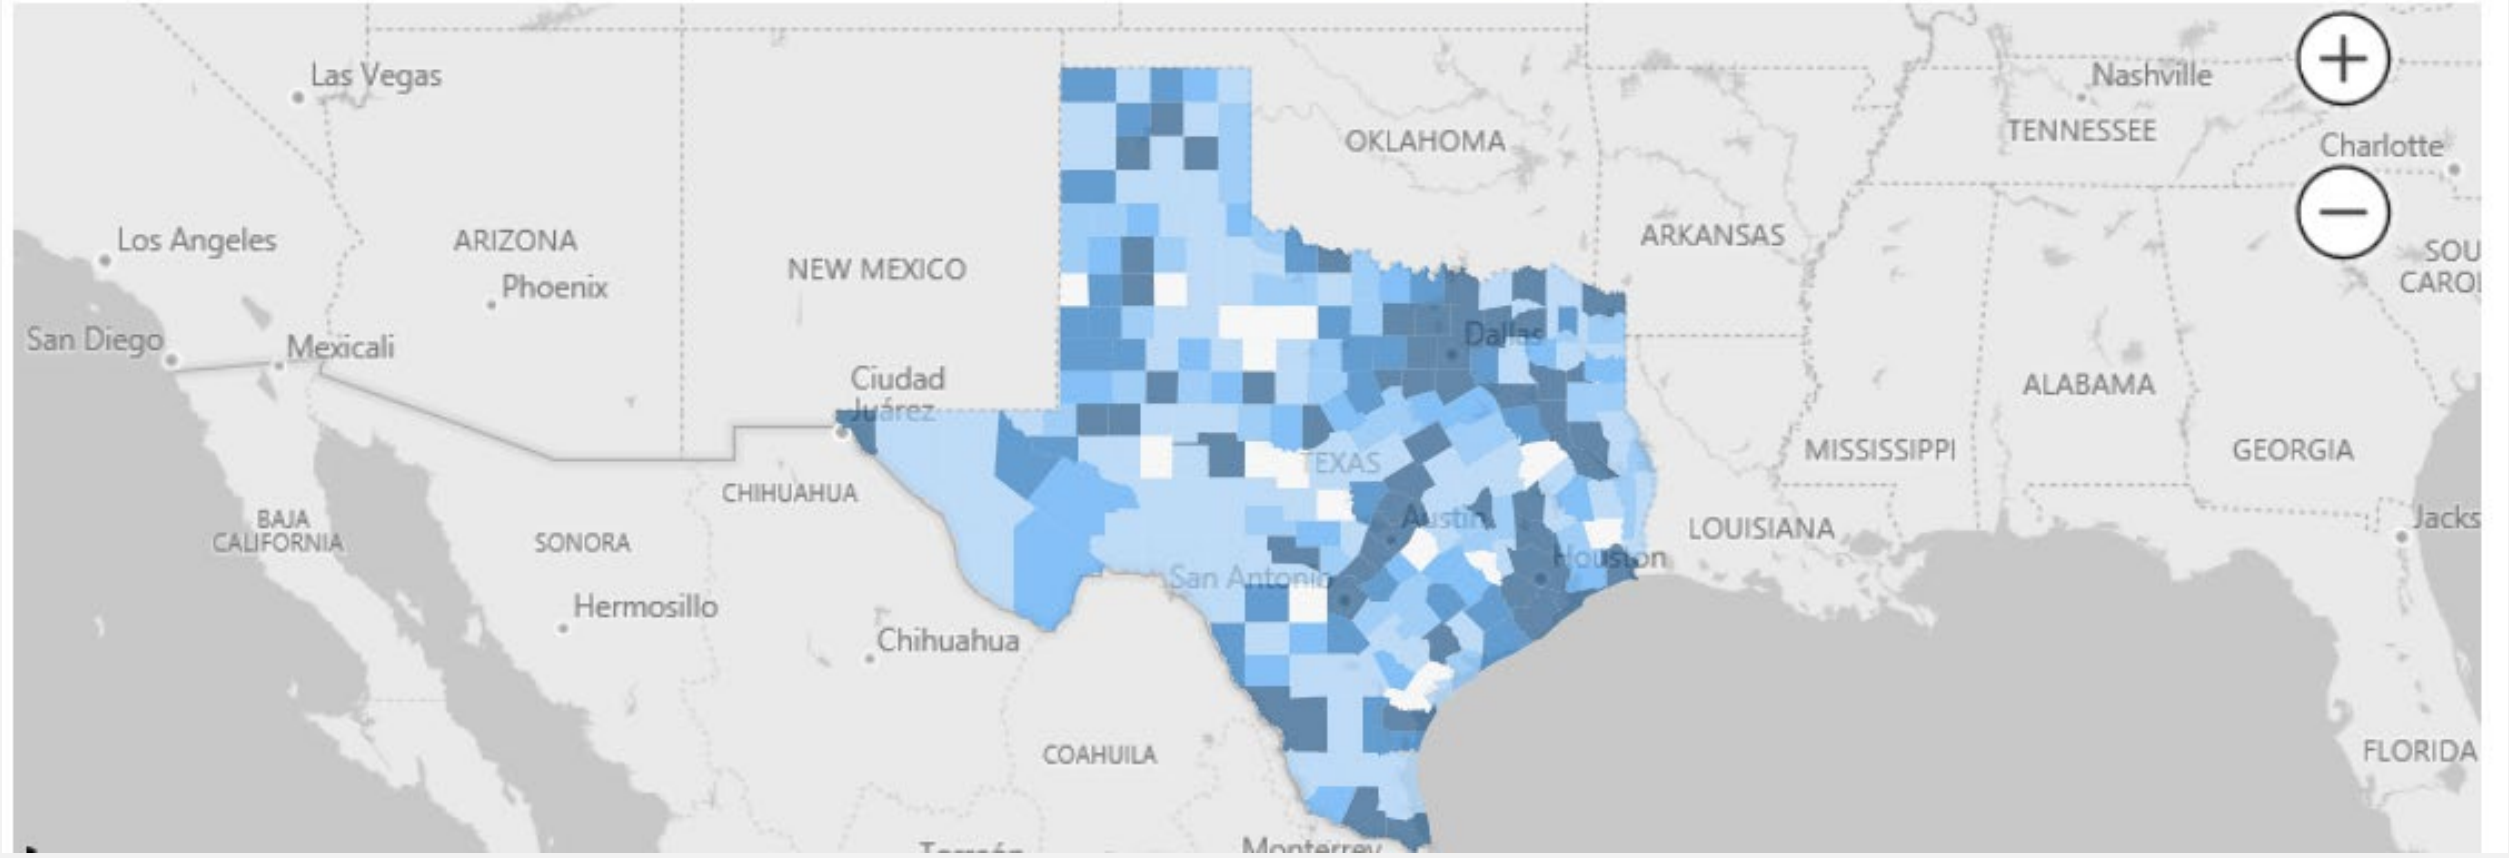 Las Vegas
Nashville
TENNESSEE
OKLAHOMA
Charlotte
Los Angeles
ARIZONA
ARKANSAS
SOU
CAROL
NEW MEXICO
Phoenix
San Diego
Mexicali
Dallas
Ciudad
Juárez
ALABAMA
MISSISSIPPI
GEORGIA
TEXAS
CHIHUAHUA
BAJA
CALIFORNIA
SONORA
Austin
LOUISIANA
Jacks
Houston
San Antonio
Hermosillo
Chihuahua
COAHUILA
FLORIDA
Torreón
Monterrey